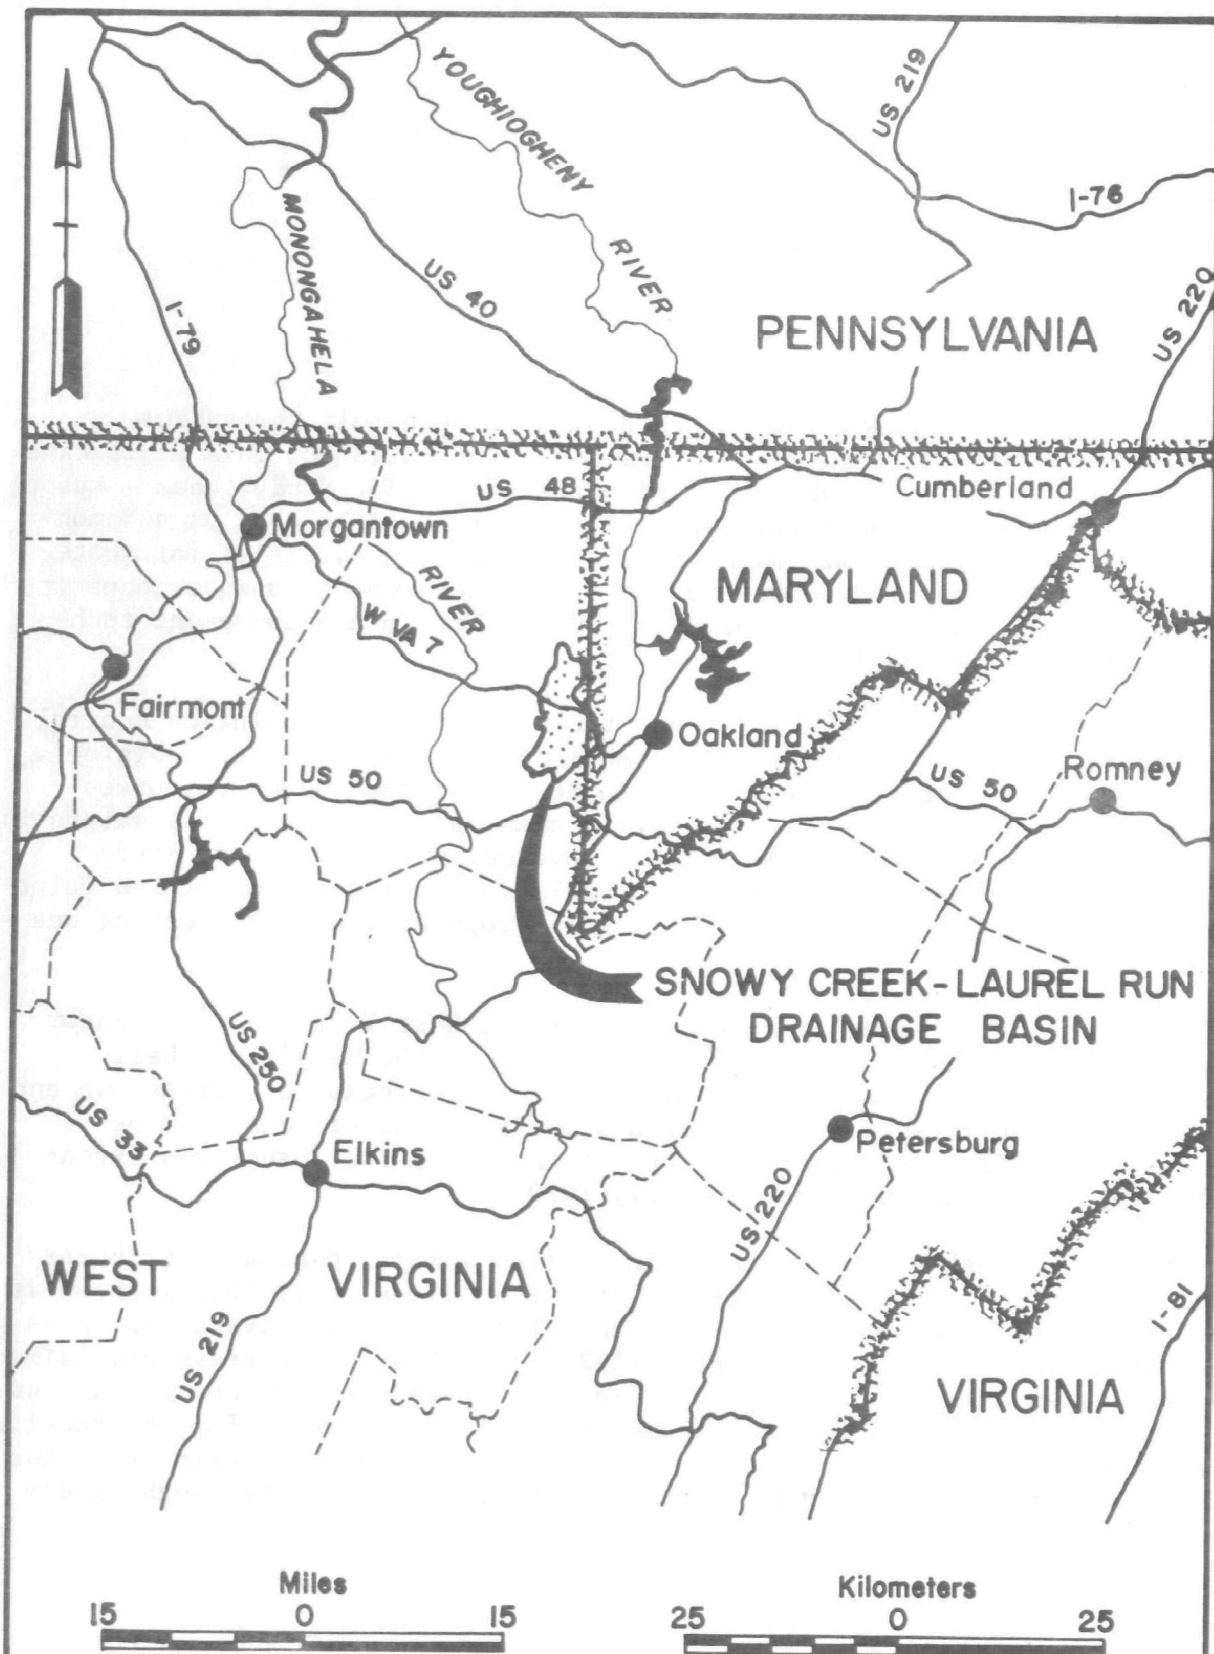 US 219
YOUGHIOGHENY
RIVER
I-76
MONONGAHELA
US 40
US 220
I-79
PENNSYLVANIA
US 48
Cumberland
Morgantown
RIVER
MARYLAND
W VA 7
Fairmont
Oakland
US 50
US 50
Romney
SNOWY CREEK-LAUREL RUN
DRAINAGE BASIN
US 250
US 33
Elkins
Petersburg
US 220
WEST VIRGINIA
US 219
I-81
VIRGINIA
Miles
15 0 15
Kilometers
25 0 25